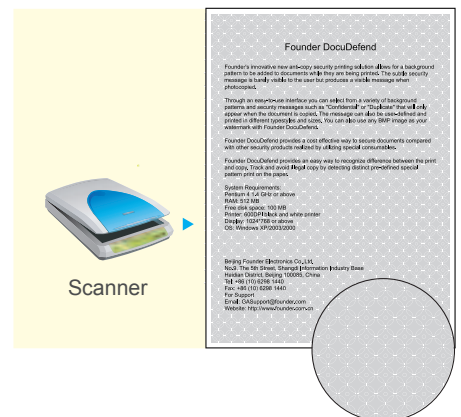 Founder DocuDefend
Founder's innovative new anti-copy security printing solution allows for a background
pattern to be added to documents while they are being printed. The subtle security
message is barely visible to the user but produces a visible message when
photocopied.
Through an easy-to-use interface you can select from a variety of background
patterns and security messages such as "Confidential" or "Duplicate" that will only
appear when the document is copied. The message can also be user-defined and
printed in different typestyles and sizes. You can also use any BMP image as your
watermark with Founder DocuDefend.
Founder DocuDefend provides a cost effective way to secure documents compared
with other security products realized by utilizing special consumables.
Founder DocuDefend provides an easy way to recognize difference between the print
and copy, Track and avoid illegal copy by detecting distinct pre-defined special
pattern print on the paper.
System Requirements:
Pentium 4 1.4 GHz or above
RAM: 512 MB
Free disk space: 100 MB
Printer: 600DPI black and white printer
Display: 1024*768 or above
OS: Windows XP/2003/2000
Beijing Founder Electronics Co., Ltd.
No.9. The 5th Street, Shangdi Information Industry Base
Haidian District, Beijing 100085, China
Tel: +86 (10) 6298 1440
Fax: +86 (10) 6298 1440
For Support
Email: GASupport@founder.com
Website: http://www.founder.com.cn
Scanner